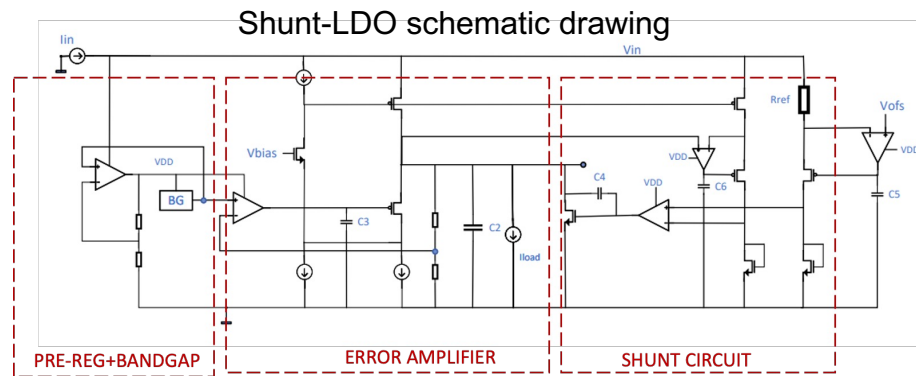 Shunt-LDO schematic drawing
Iin
Vin
Rref
Vofs
Vbias
VDD
VDD
VDD
BG
C6
C4
VDD
C5
C3
C2
Iload
PRE-REG+BANDGAP
ERROR AMPLIFIER
SHUNT CIRCUIT